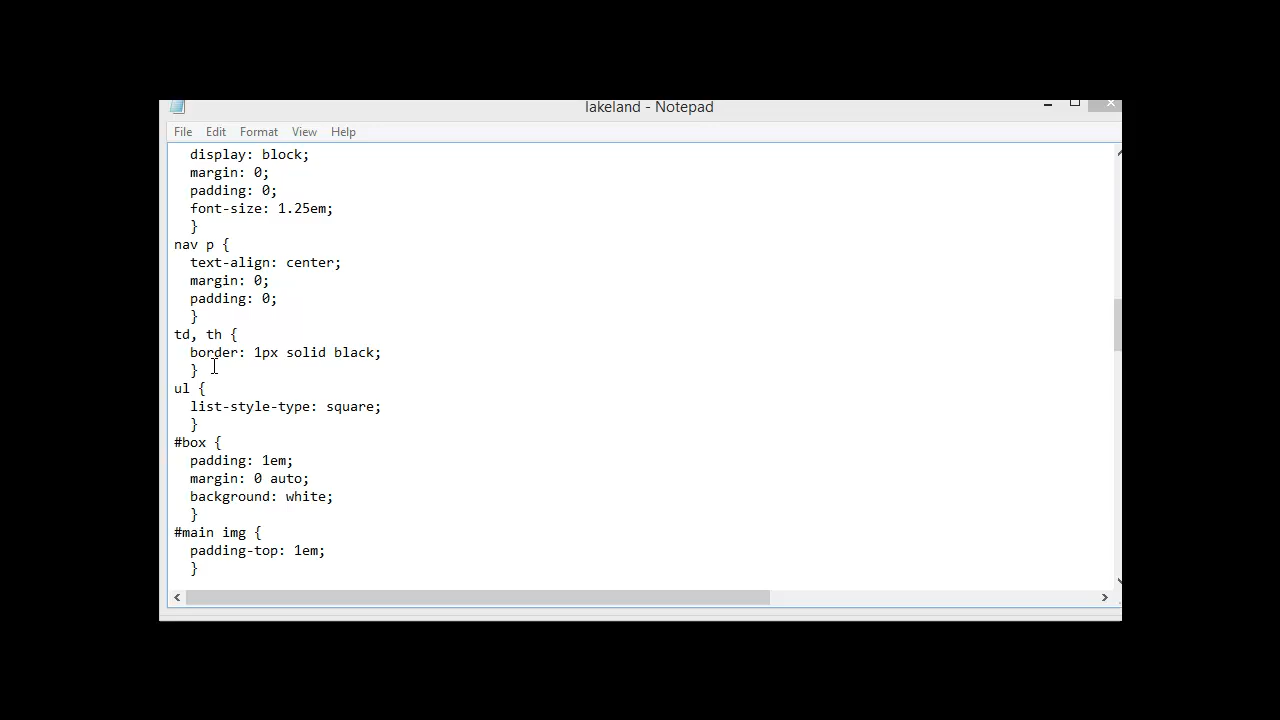 lakeland - Notepad
File Edit Format View Help
display: block;
margin: 0;
padding: 0;
font-size: 1.25em;
}
nav p {
text-align: center;
margin: 0;
padding: 0;
}
td, th {
border: 1px solid black;
}
ul {
list-style-type: square;
}
#box {
padding: 1em;
margin: 0 auto;
background: white;
}
#main img {
padding-top: 1em;
}